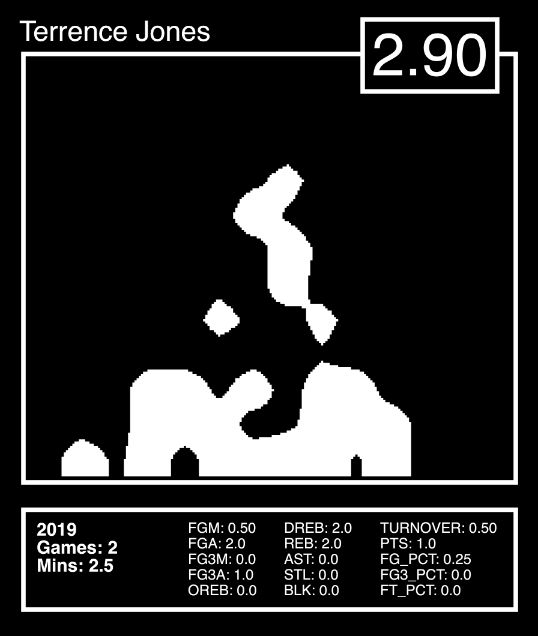 Terrence Jones
2.90
2019
Games: 2
Mins: 2.5
FGM: 0.50
FGA: 2.0
FG3M: 0.0
FG3A: 1.0
OREB: 0.0
DREB: 2.0
REB: 2.0
AST: 0.0
STL: 0.0
BLK: 0.0
TURNOVER: 0.50
PTS: 1.0
FG_PCT: 0.25
FG3_PCT: 0.0
FT_PCT: 0.0